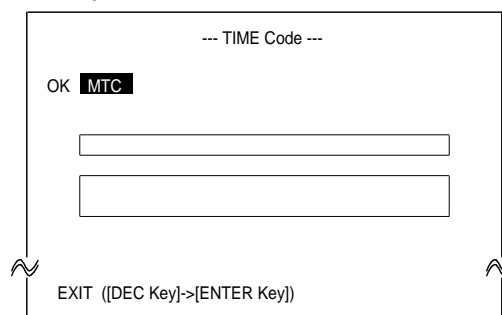 --- TIME Code ---
OK MTC
EXIT ([DEC Key]->[ENTER Key])